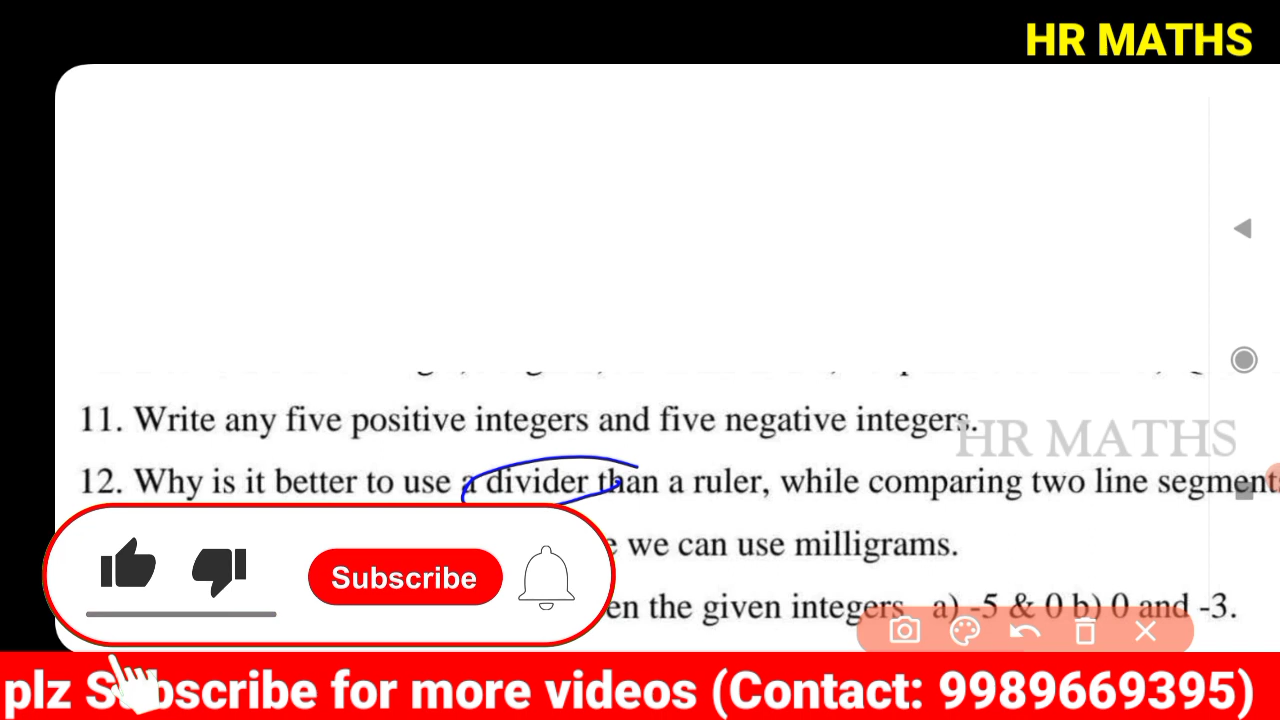 HR MATHS
11. Write any five positive integers and five negative integers.
HR MATHS
12. Why is it better to use a divider than a ruler, while comparing two line segment
we can use milligrams.
the given integers a) -5 & 0 b) 0 and -3.
Subscribe
plz Subscribe for more videos (Contact: 9989669395)